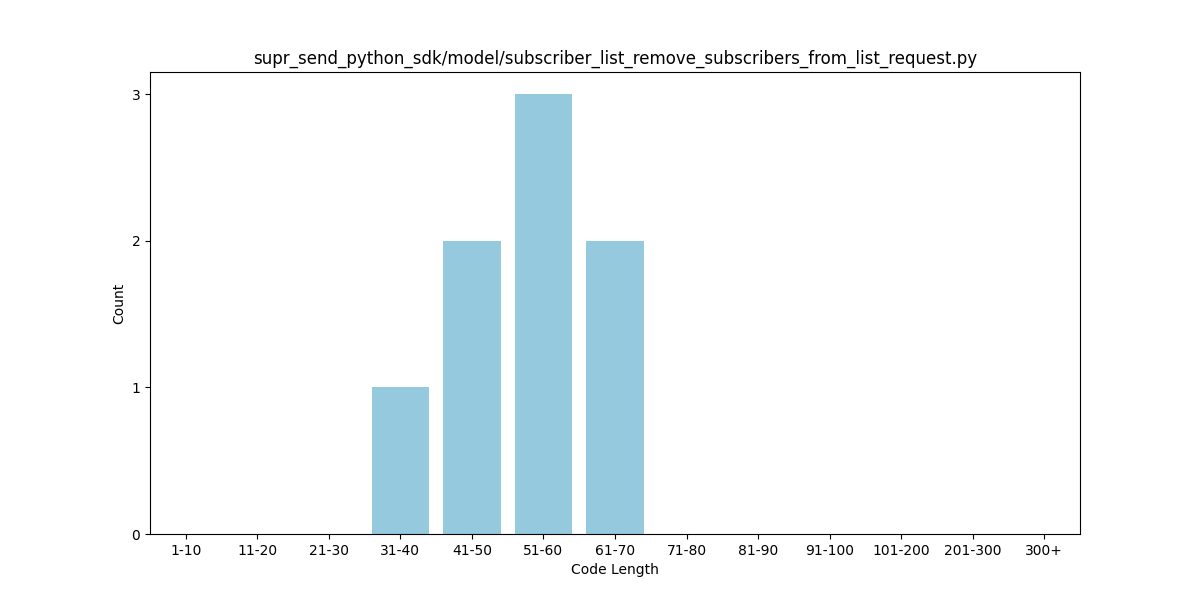 supr_send_python_sdk/model/subscriber_list_remove_subscribers_from_list_request.py
3
2
1
0
Count
1-10 11-20 21-30 31-40 41-50 51-60 61-70 71-80 81-90 91-100 101-200 201-300 300+
Code Length